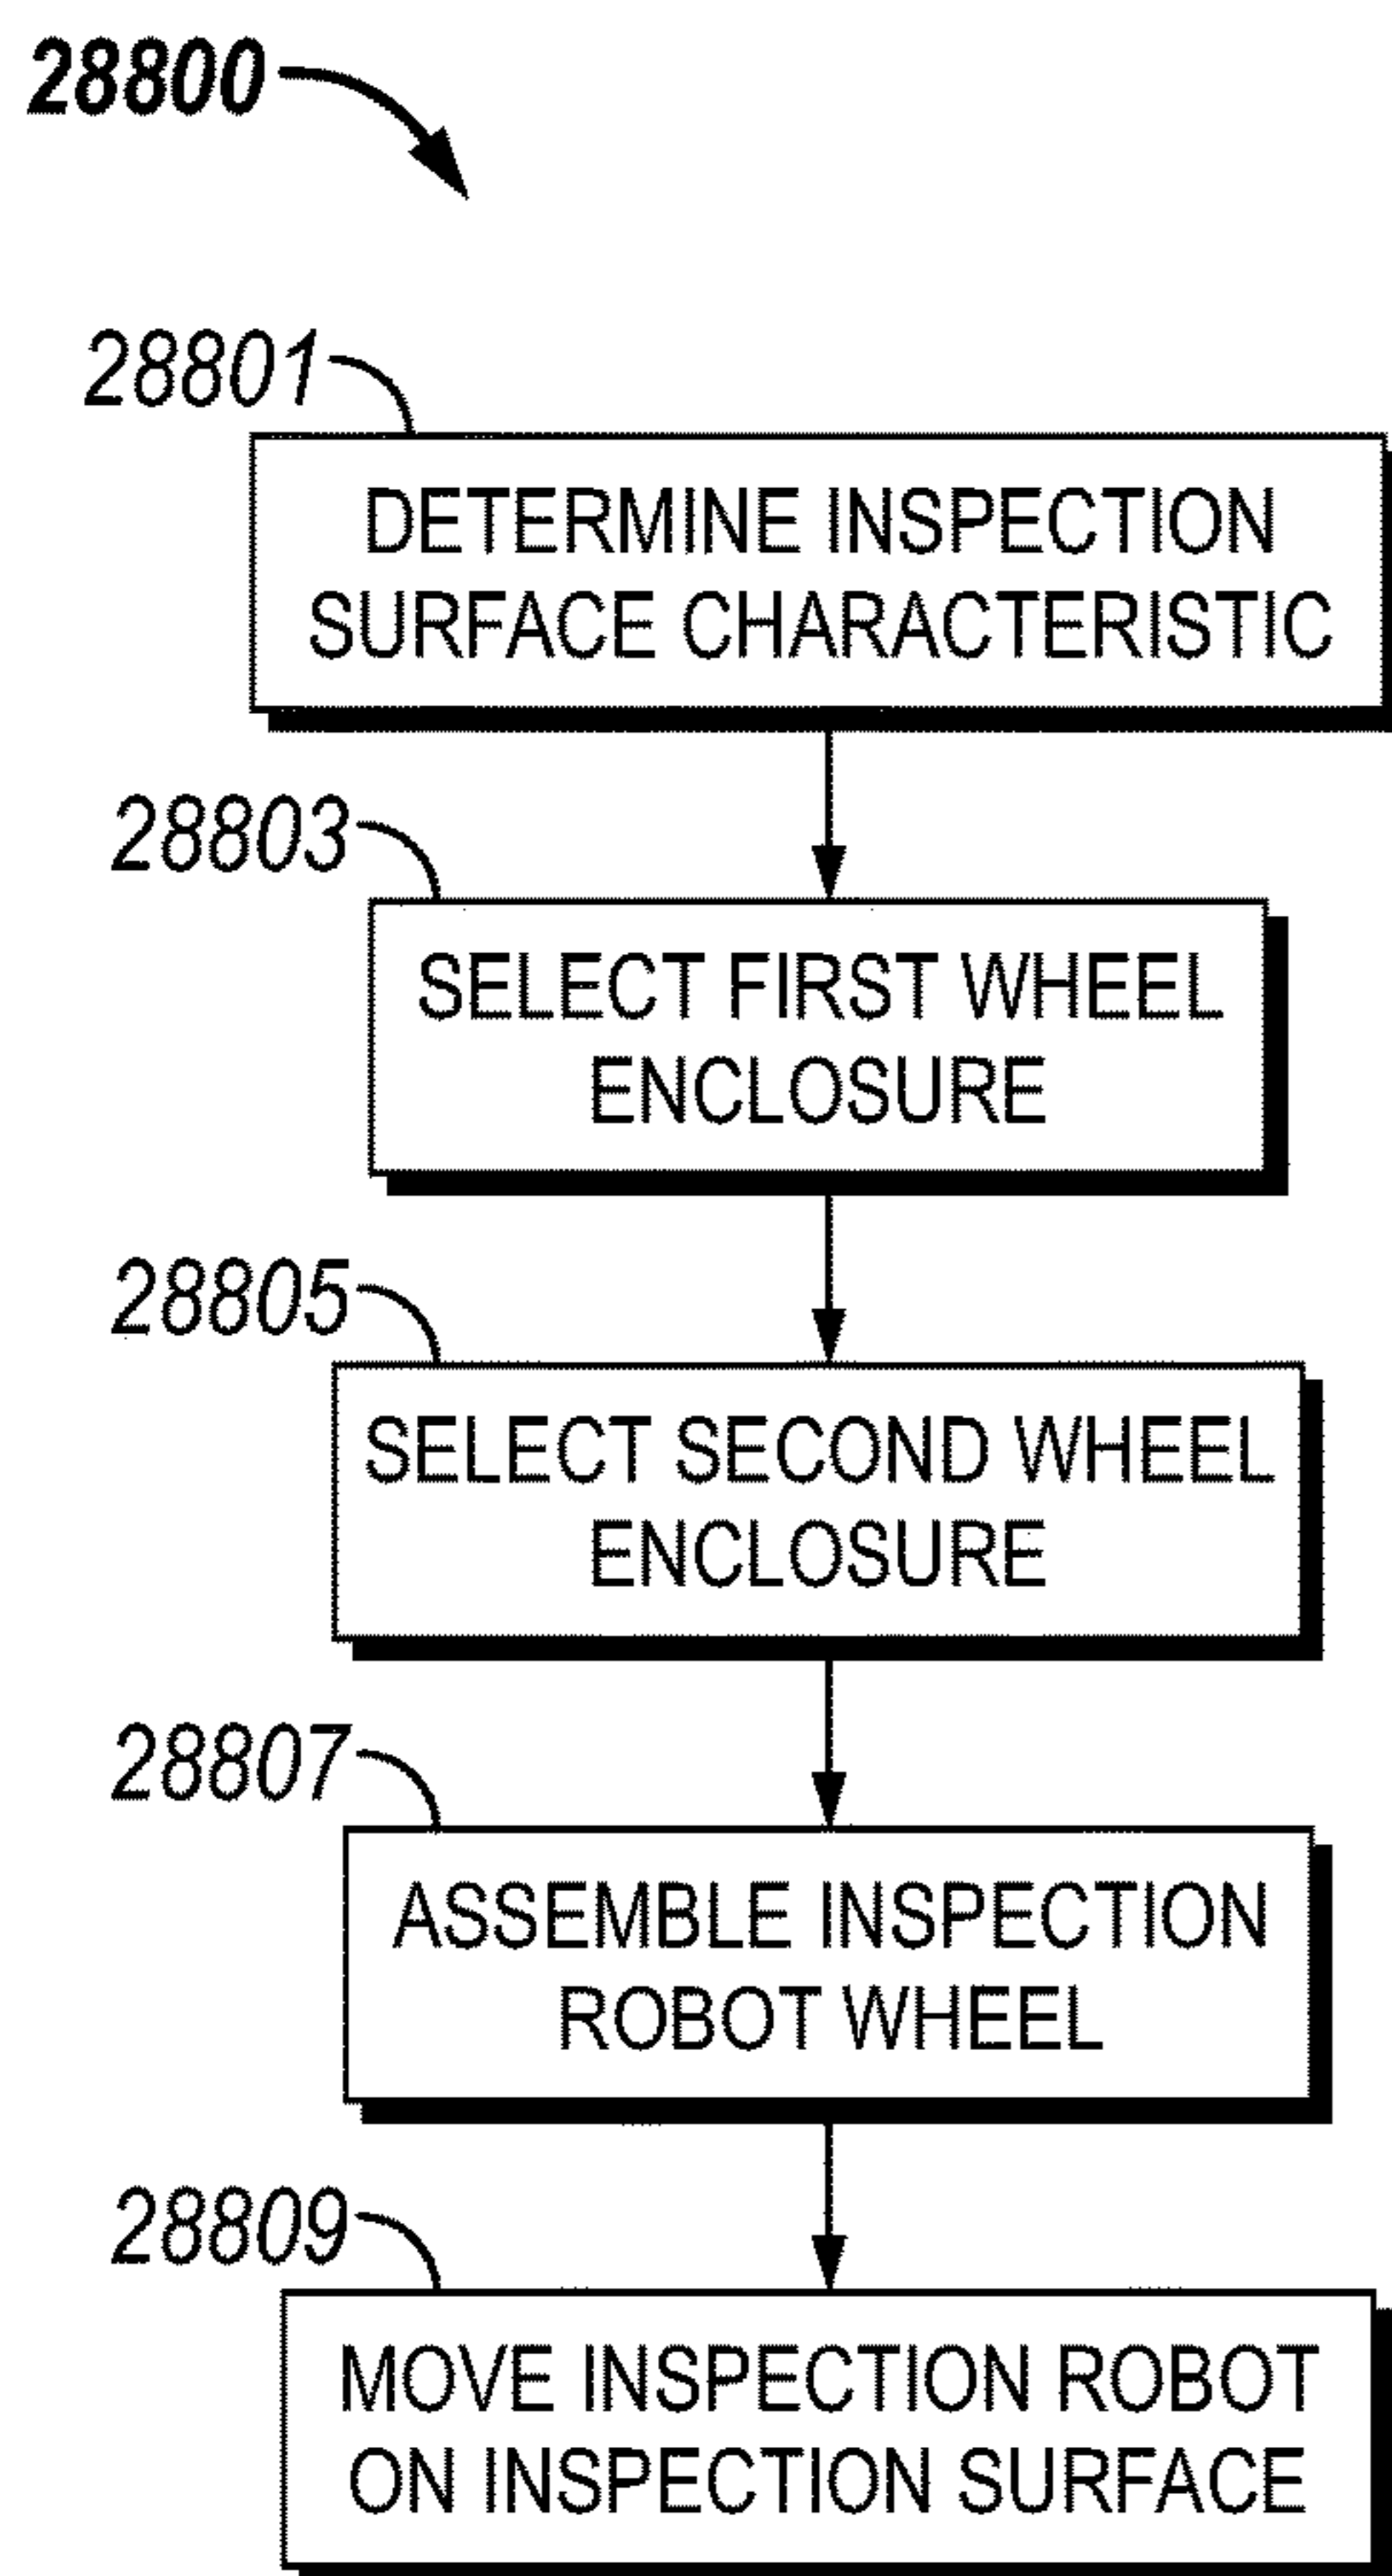 28800
28801
DETERMINE INSPECTION
SURFACE CHARACTERISTIC
28803
SELECT FIRST WHEEL
ENCLOSURE
28805
SELECT SECOND WHEEL
ENCLOSURE
28807
ASSEMBLE INSPECTION
ROBOT WHEEL
28809
MOVE INSPECTION ROBOT
ON INSPECTION SURFACE